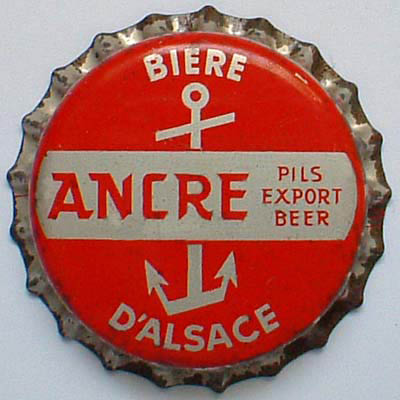 BIERE
ANCRE
PILS
EXPORT
BEER
D'ALSACE